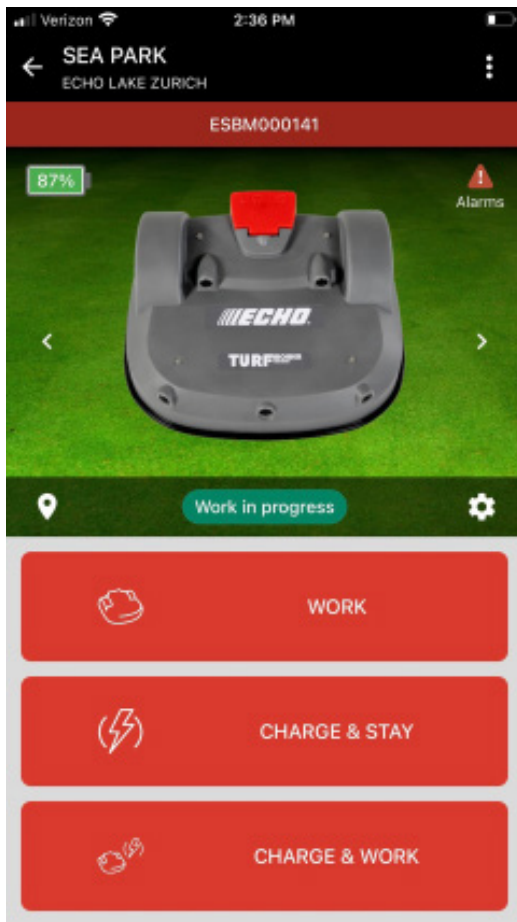 Verizon 2:36 PM
SEA PARK
ECHO LAKE ZURICH
ESBM000141
87%
Alarms
ECHO
TURF
Work in progress
WORK
CHARGE & STAY
CHARGE & WORK